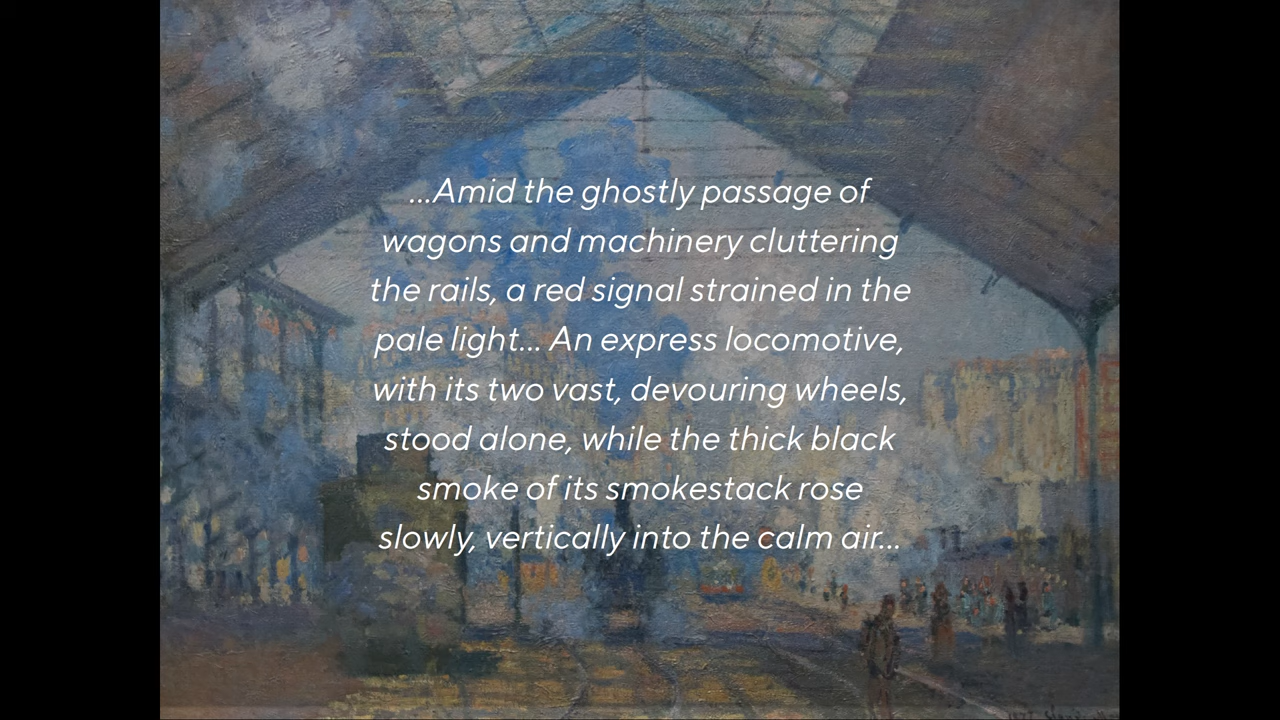 ...Amid the ghostly passage of
wagons and machinery cluttering
the rails, a red signal strained in the
pale light... An express locomotive,
with its two vast, devouring wheels,
stood alone, while the thick black
smoke of its smokestack rose
slowly, vertically into the calm air...